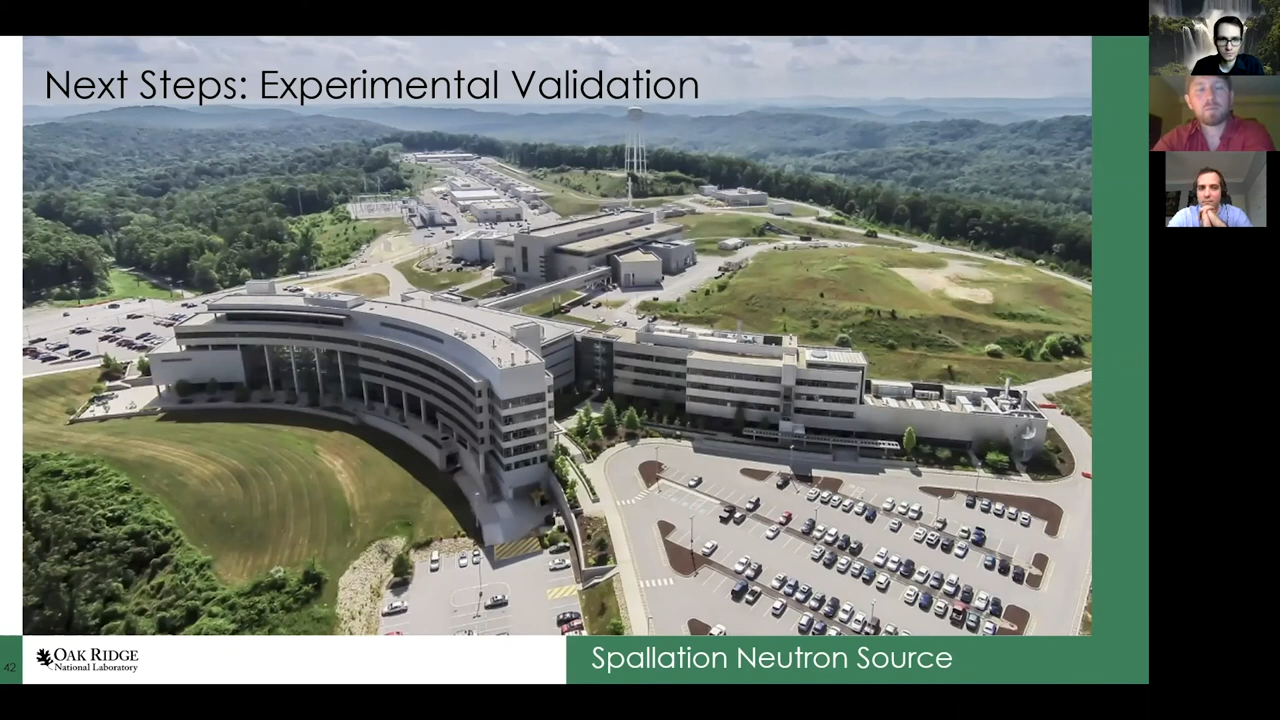 Next Steps: Experimental Validation
42
OAK RIDGE
National Laboratory
Spallation Neutron Source